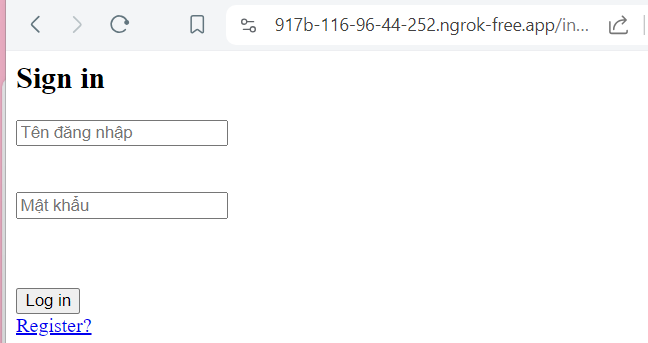 917b-116-96-44-252.ngrok-free.app/in...
Sign in
Tên đăng nhập
Mật khẩu
Log in
Register?